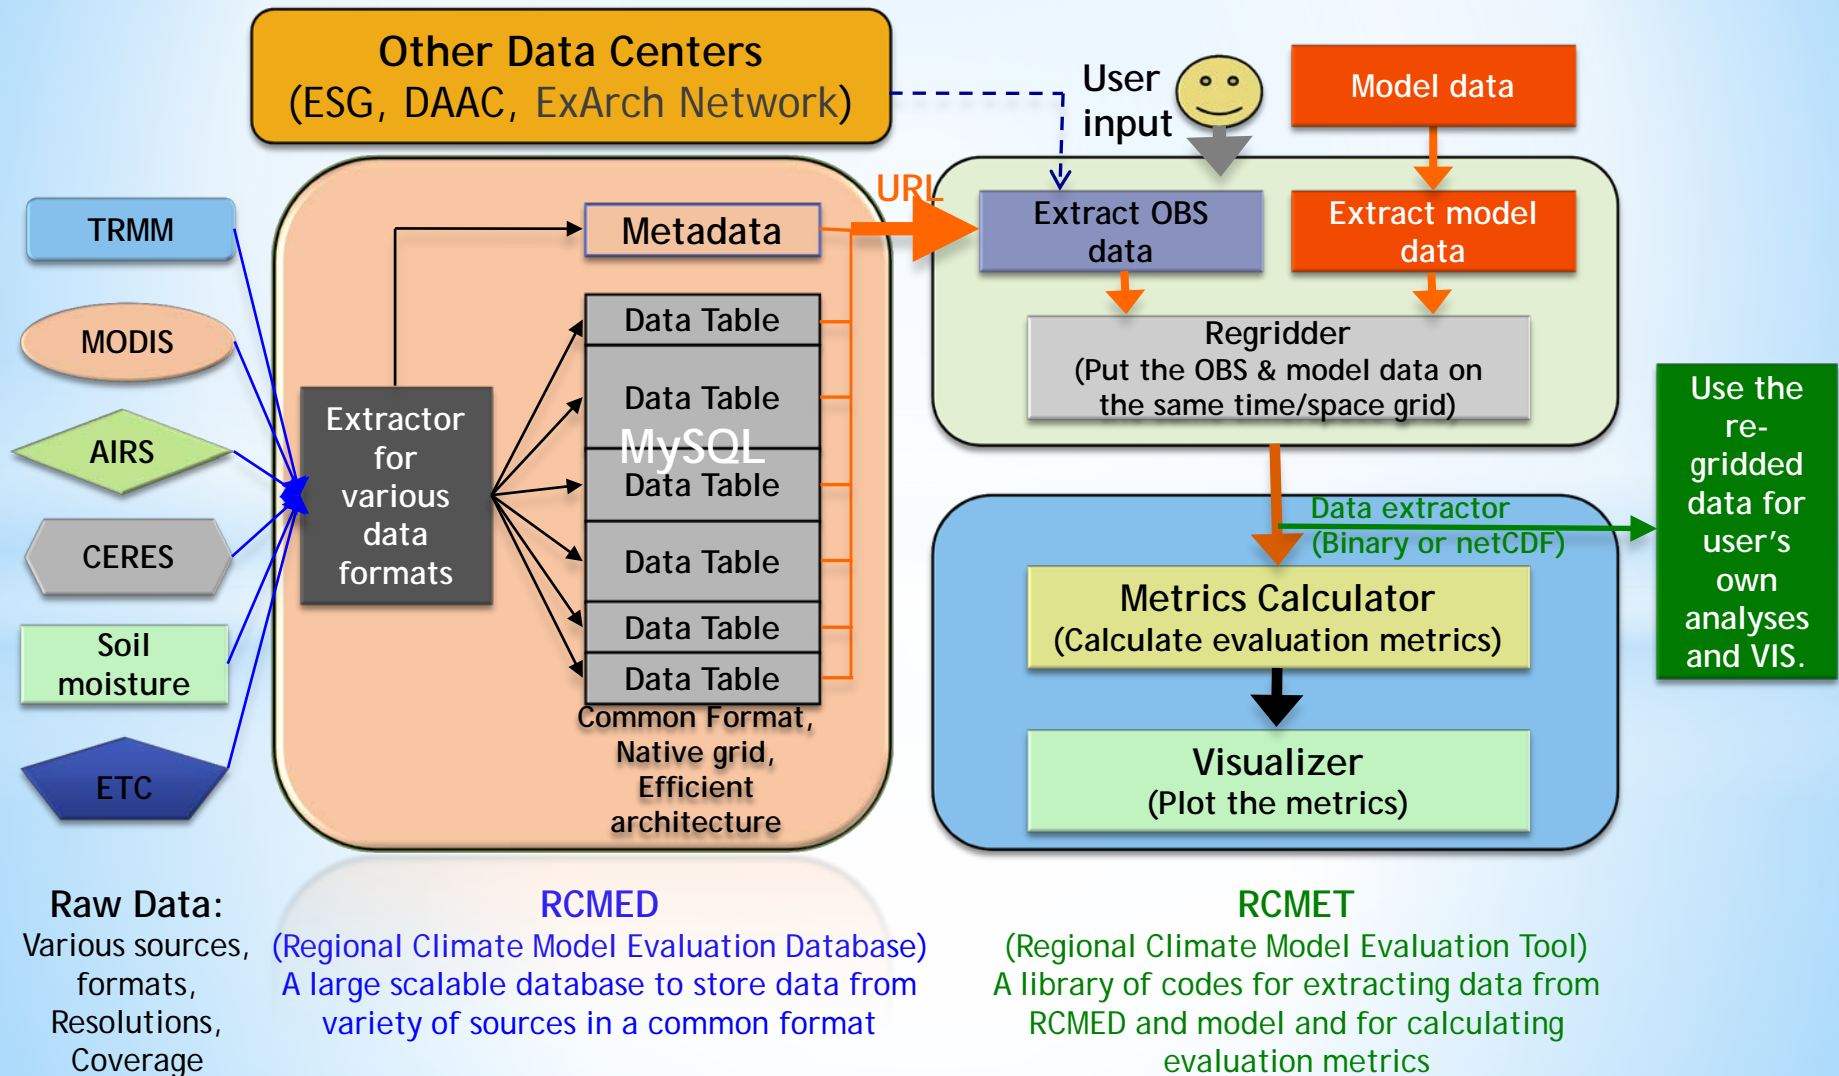 Other Data Centers
(ESG, DAAC, ExArch Network)
User
input
Model data
TRMM
MODIS
AIRS
CERES
Soil
moisture
ETC
Extractor
for
various
data
formats
Metadata
Data Table
Data Table
MySQL
Data Table
Data Table
Data Table
Data Table
Common Format,
Native grid,
Efficient
architecture
URL
Extract OBS
data
Extract model
data
Regridder
(Put the OBS & model data on
the same time/space grid)
Data extractor
(Binary or netCDF)
Metrics Calculator
(Calculate evaluation metrics)
Visualizer
(Plot the metrics)
Use the
re-
gridded
data for
user's
own
analyses
and VIS.
Raw Data:
Various sources,
formats,
Resolutions,
Coverage
RCMED
(Regional Climate Model Evaluation Database)
A large scalable database to store data from
variety of sources in a common format
RCMET
(Regional Climate Model Evaluation Tool)
A library of codes for extracting data from
RCMED and model and for calculating
evaluation metrics